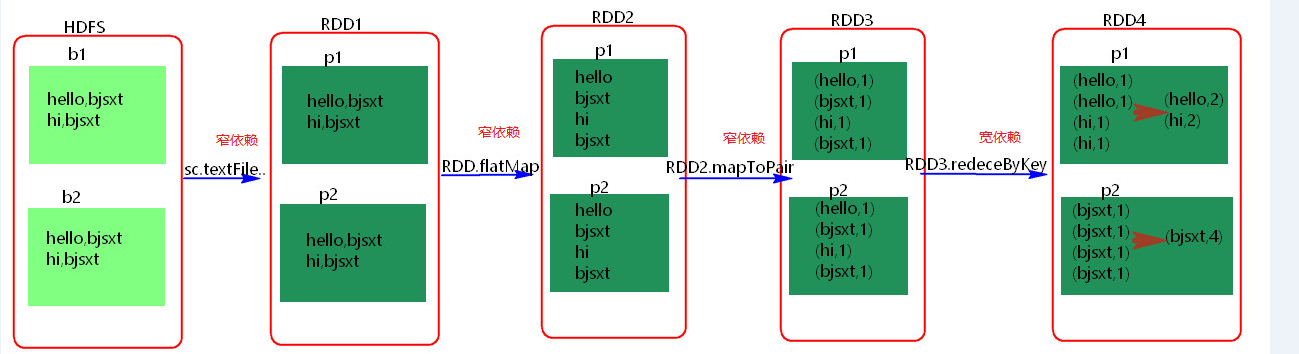 HDFS
b1
hello,bjsxt
hi,bjsxt
b2
hello,bjsxt
hi,bjsxt
窄依赖
sc.textFile..
RDD1
p1
hello,bjsxt
hi,bjsxt
p2
hello,bjsxt
hi,bjsxt
窄依赖
RDD.flatMap
RDD2
p1
hello
bjsxt
hi
bjsxt
p2
hello
bjsxt
hi
bjsxt
窄依赖
RDD2.mapToPair
RDD3
p1
(hello,1)
(bjsxt,1)
(hi,1)
(bjsxt,1)
p2
(hello,1)
(bjsxt,1)
(hi,1)
(bjsxt,1)
宽依赖
RDD3.redeceByKey
RDD4
p1
(hello,1)
(hello,1)
(hi,1)
(hi,1)
(hello,2)
(hi,2)
p2
(bjsxt,1)
(bjsxt,1)
(bjsxt,1)
(bjsxt,1)
(bjsxt,4)